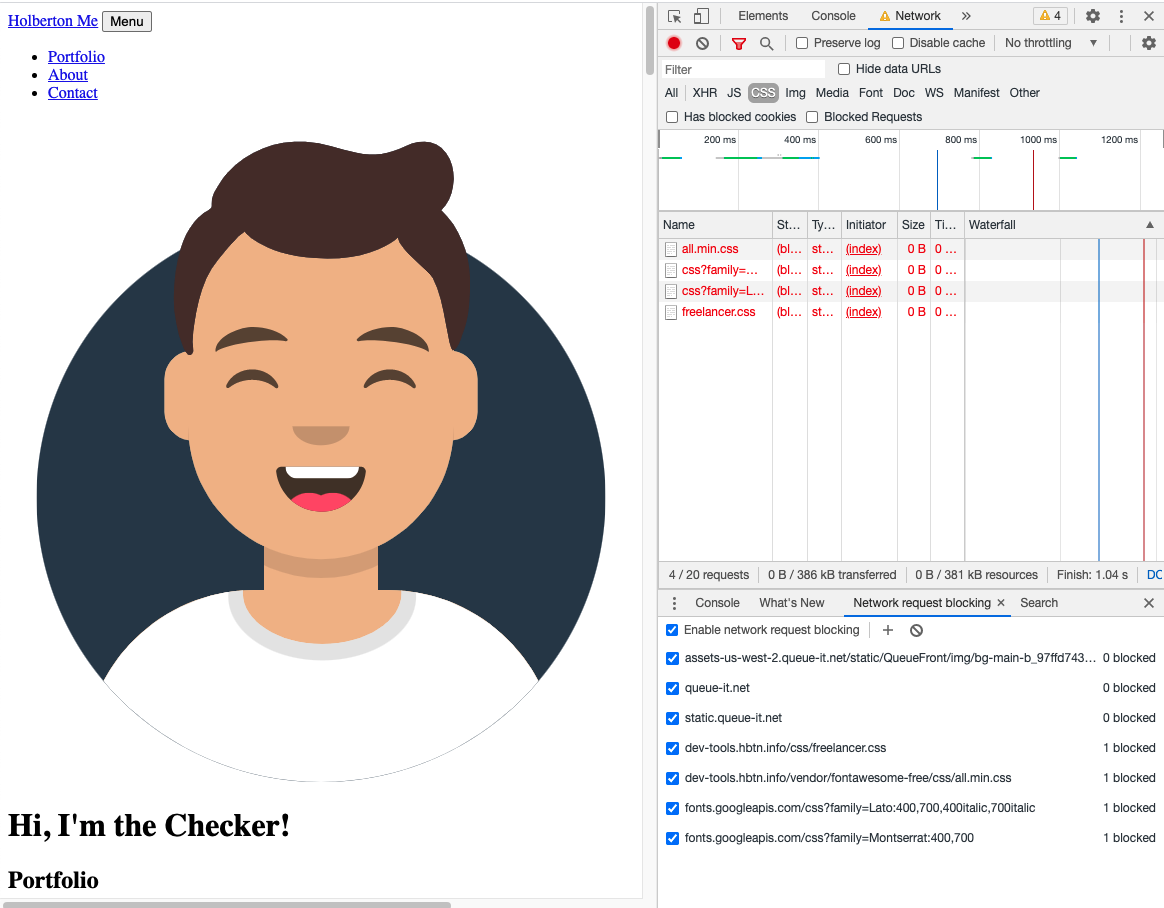 Holberton Me Menu
Portfolio
About
Contact
Hi, I'm the Checker!
Portfolio
Elements Console Network » 4
Preserve log Disable cache No throttling
Filter Hide data URLs
All XHR JS CSS Img Media Font Doc WS Manifest Other
Has blocked cookies Blocked Requests
200 ms 400 ms 600 ms 800 ms 1000 ms 1200 ms
Name St... Ty... Initiator Size Ti... Waterfall
all.min.css (bl... st... (index) 0 B 0 ...
css?family=... (bl... st... (index) 0 B 0 ...
css?family=L... (bl... st... (index) 0 B 0 ...
freelancer.css (bl... st... (index) 0 B 0 ...
4 / 20 requests 0 B / 386 kB transferred 0 B / 381 kB resources Finish: 1.04 s DC
Console What's New Network request blocking × Search
Enable network request blocking
assets-us-west-2.queue-it.net/static/QueueFront/img/bg-main-b_97ffd743... 0 blocked
queue-it.net 0 blocked
static.queue-it.net 0 blocked
dev-tools.hbtn.info/css/freelancer.css 1 blocked
dev-tools.hbtn.info/vendor/fontawesome-free/css/all.min.css 1 blocked
fonts.googleapis.com/css?family=Lato:400,700,400italic,700italic 1 blocked
fonts.googleapis.com/css?family=Montserrat:400,700 1 blocked